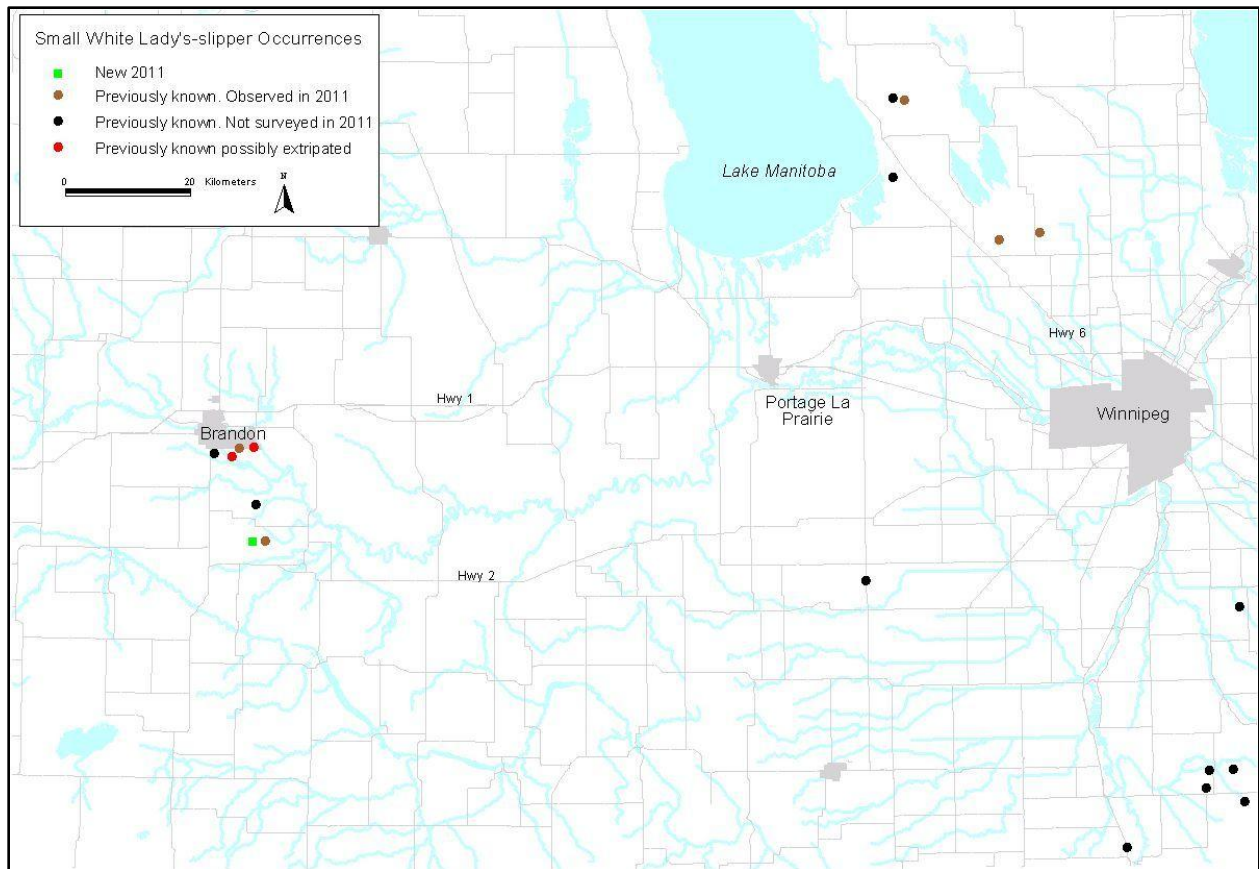 Small White Lady's-slipper Occurrences
New 2011
Previously known. Observed in 2011
Previously known. Not surveyed in 2011
Previously known possibly extripated
0 20 Kilometers
N
Lake Manitoba
Hwy 6
Hwy 1
Portage La
Prairie
Winnipeg
Brandon
Hwy 2